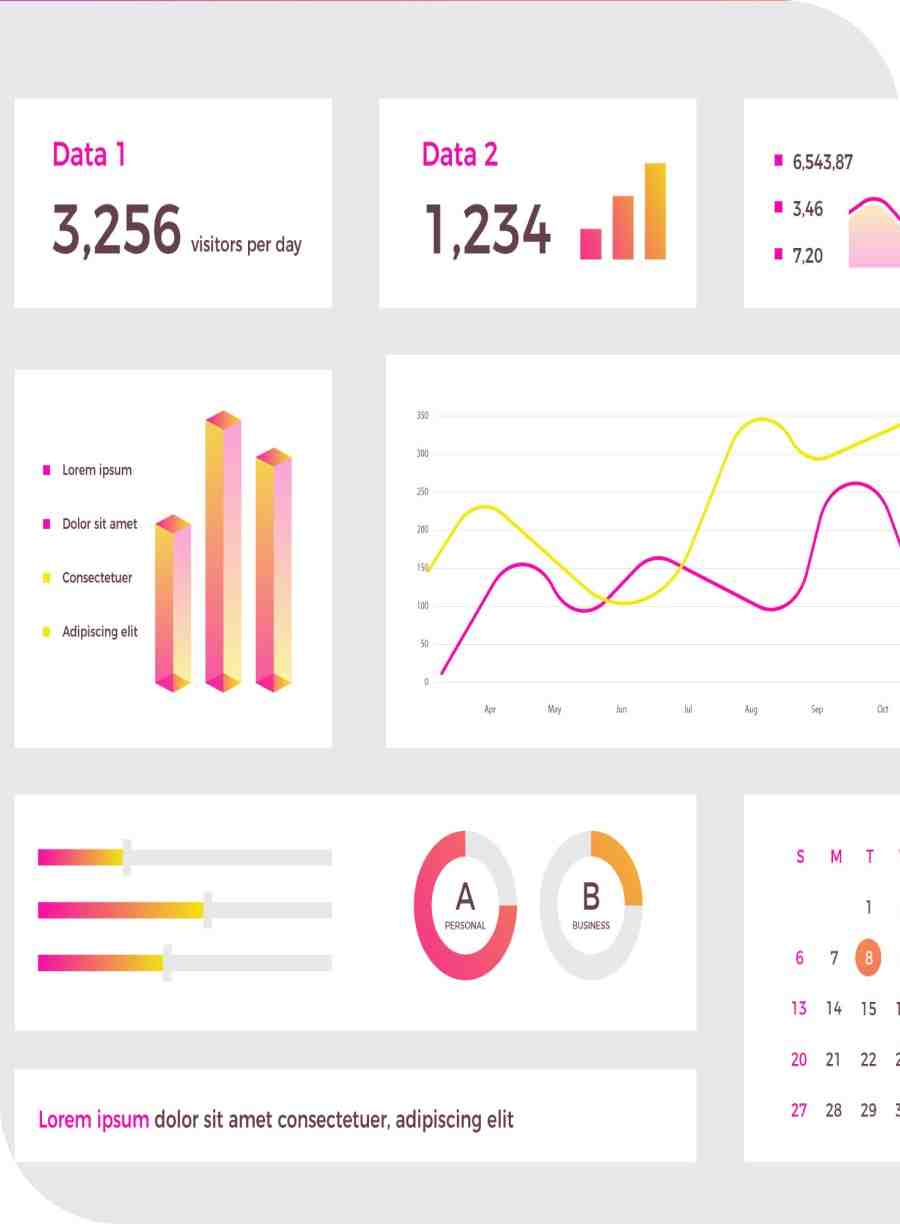 Data 1
3,256 visitors per day
Data 2
1,234
6,543,87
3,46
7,20
Lorem ipsum
Dolor sit amet
Consectetuer
Adipiscing elit
350
300
250
200
150
100
50
0
Apr May Jun Jul Aug Sep Oct
A
PERSONAL
B
BUSINESS
S M T
1
6 7 8
13 14 15
20 21 22
27 28 29
Lorem ipsum dolor sit amet consectetuer, adipiscing elit